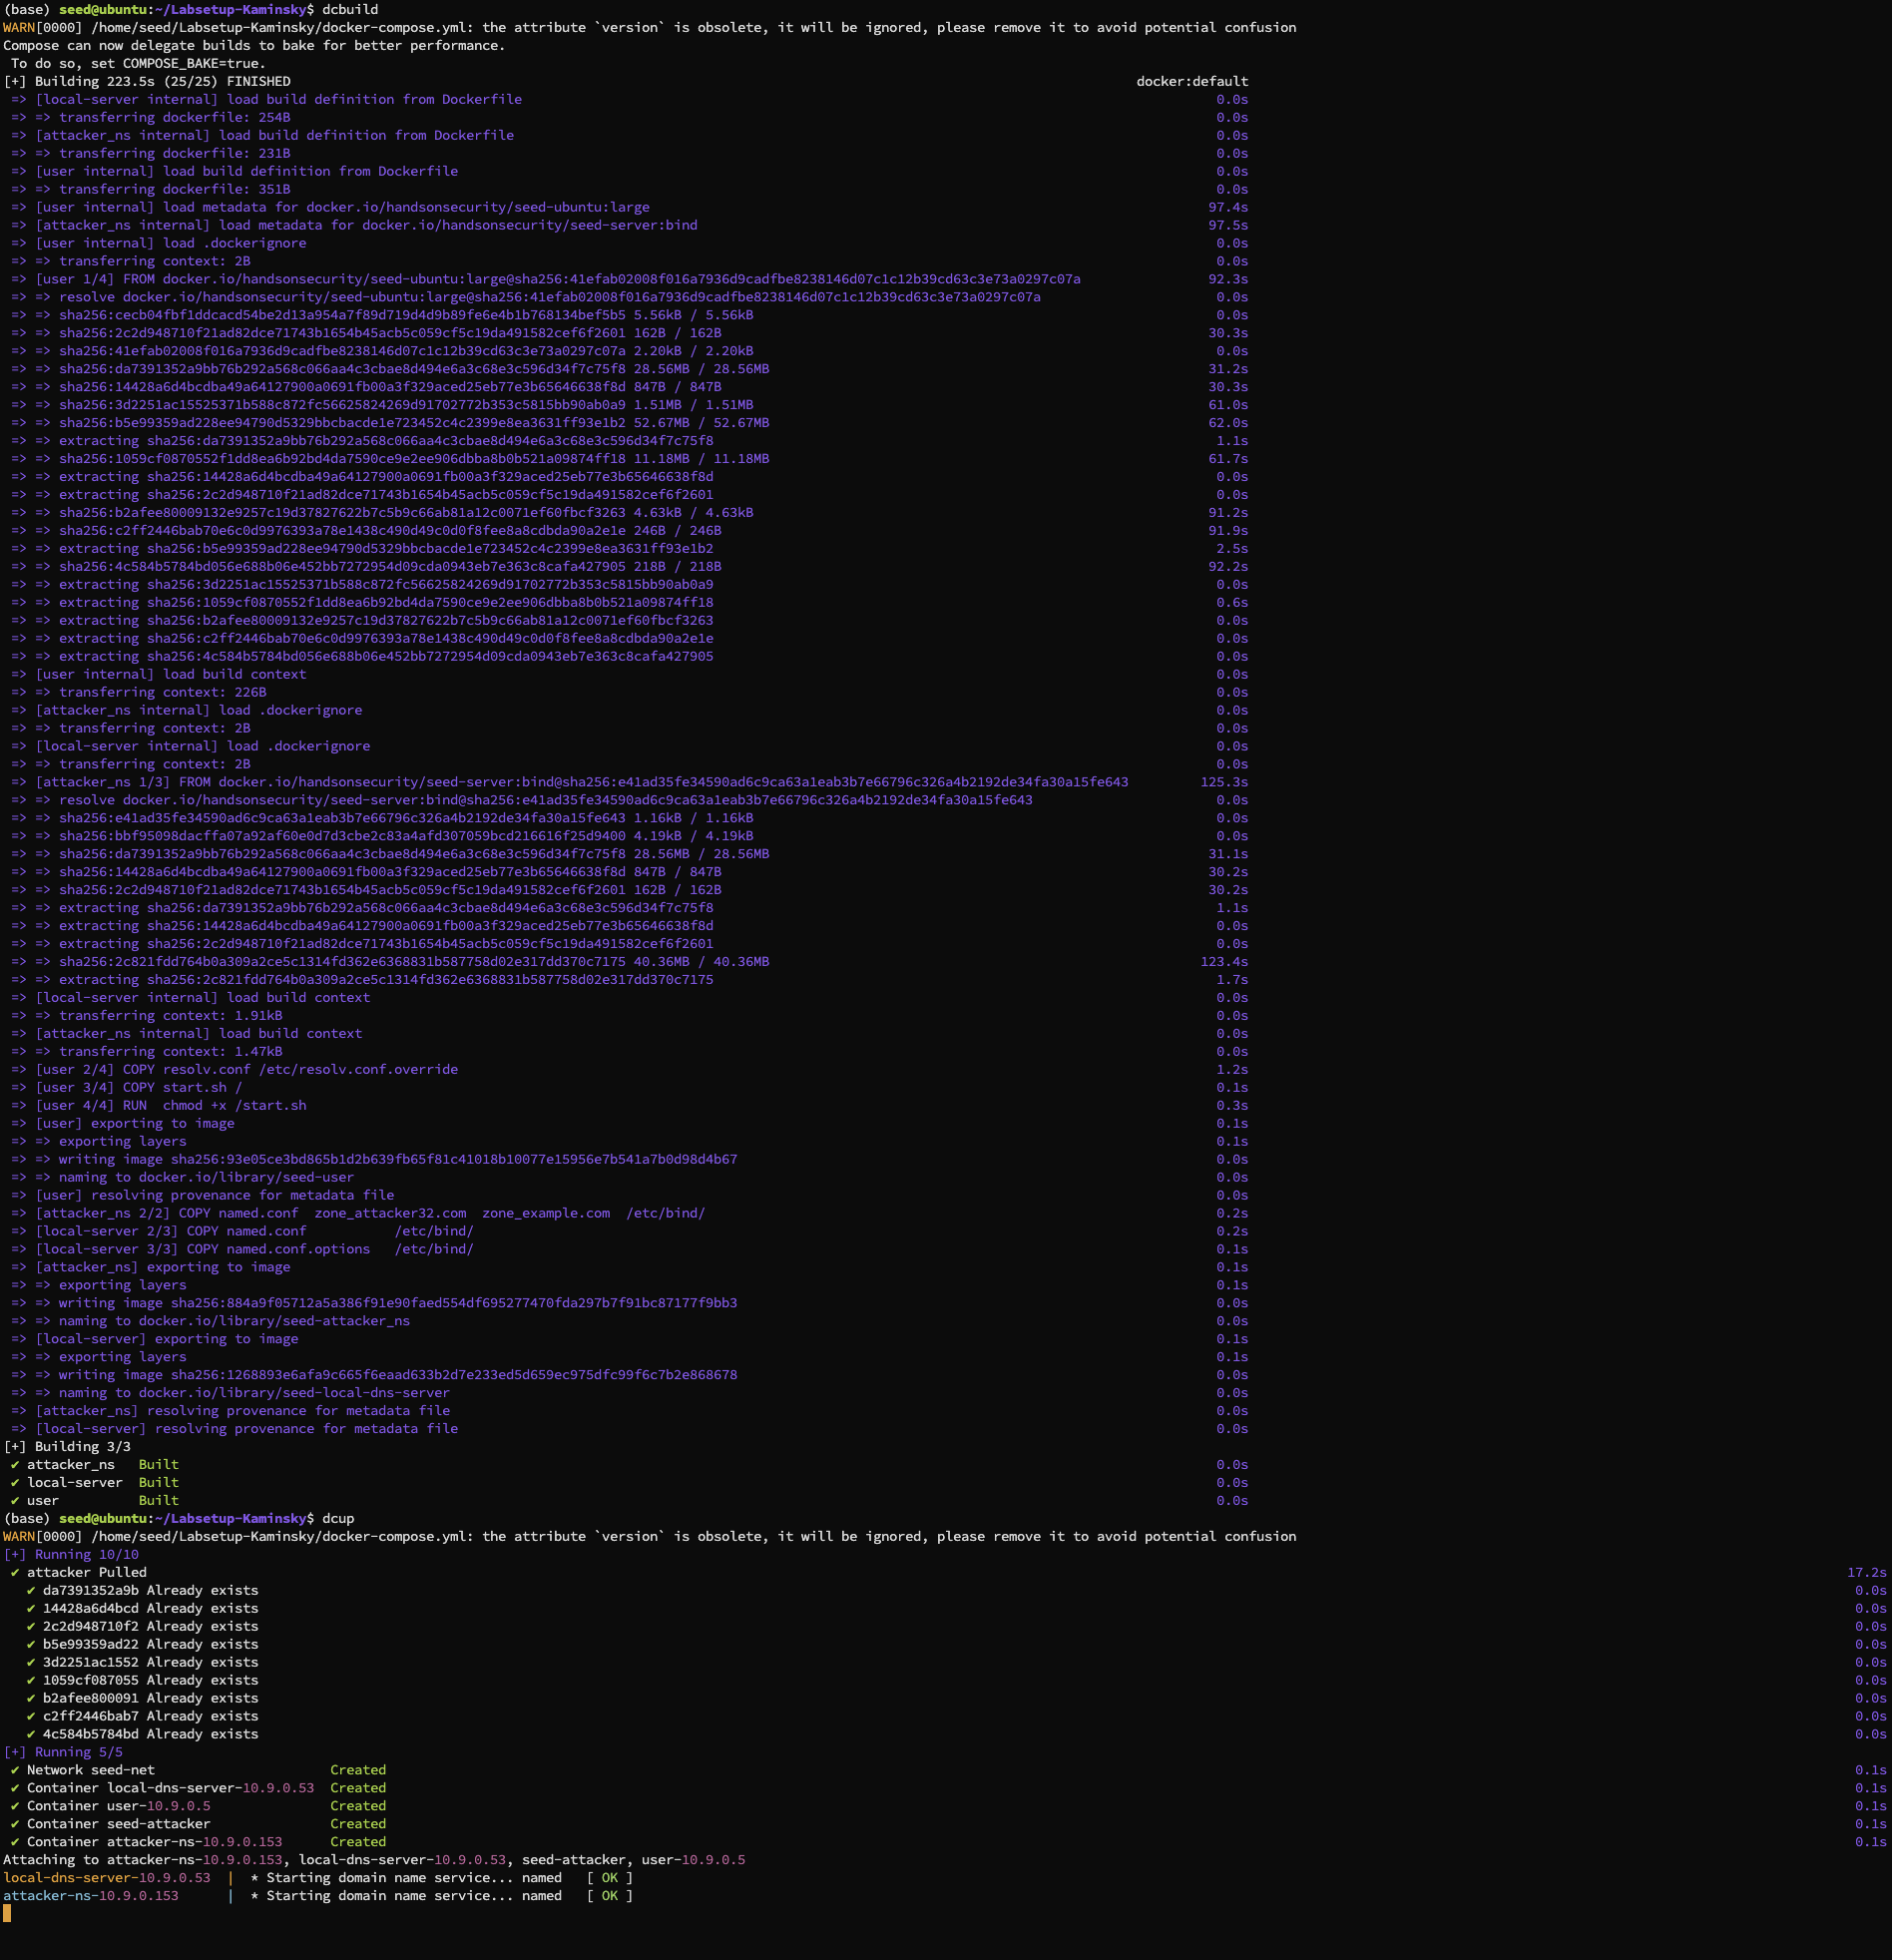 (base) seed@ubuntu:~/Labsetup-Kaminsky$ dcbuild
WARN[0000] /home/seed/Labsetup-Kaminsky/docker-compose.yml: the attribute `version` is obsolete, it will be ignored, please remove it to avoid potential confusion
Compose can now delegate builds to bake for better performance.
 To do so, set COMPOSE_BAKE=true.
[+] Building 223.5s (25/25) FINISHED docker:default
 => [local-server internal] load build definition from Dockerfile 0.0s
 => => transferring dockerfile: 254B 0.0s
 => [attacker_ns internal] load build definition from Dockerfile 0.0s
 => => transferring dockerfile: 231B 0.0s
 => [user internal] load build definition from Dockerfile 0.0s
 => => transferring dockerfile: 351B 0.0s
 => [user internal] load metadata for docker.io/handsonsecurity/seed-ubuntu:large 97.4s
 => [attacker_ns internal] load metadata for docker.io/handsonsecurity/seed-server:bind 97.5s
 => [user internal] load .dockerignore 0.0s
 => => transferring context: 2B 0.0s
 => [user 1/4] FROM docker.io/handsonsecurity/seed-ubuntu:large@sha256:41efab02008f016a7936d9cadfbe8238146d07c1c12b39cd63c3e73a0297c07a 92.3s
 => => resolve docker.io/handsonsecurity/seed-ubuntu:large@sha256:41efab02008f016a7936d9cadfbe8238146d07c1c12b39cd63c3e73a0297c07a 0.0s
 => => sha256:cecb04fbf1ddcacd54be2d13a954a7f89d719d4d9b89fe6e4b1b768134bef5b5 5.56kB / 5.56kB 0.0s
 => => sha256:2c2d948710f21ad82dce71743b1654b45acb5c059cf5c19da491582cef6f2601 162B / 162B 30.3s
 => => sha256:41efab02008f016a7936d9cadfbe8238146d07c1c12b39cd63c3e73a0297c07a 2.20kB / 2.20kB 0.0s
 => => sha256:da7391352a9bb76b292a568c066aa4c3cbae8d494e6a3c68e3c596d34f7c75f8 28.56MB / 28.56MB 31.2s
 => => sha256:14428a6d4bcdba49a64127900a0691fb00a3f329aced25eb77e3b65646638f8d 847B / 847B 30.3s
 => => sha256:3d2251ac15525371b588c872fc56625824269d91702772b353c5815bb90ab0a9 1.51MB / 1.51MB 61.0s
 => => sha256:b5e99359ad228ee94790d5329bbcbacde1e723452c4c2399e8ea3631ff93e1b2 52.67MB / 52.67MB 62.0s
 => => extracting sha256:da7391352a9bb76b292a568c066aa4c3cbae8d494e6a3c68e3c596d34f7c75f8 1.1s
 => => sha256:1059cf0870552f1dd8ea6b92bd4da7590ce9e2ee906dbba8b0b521a09874ff18 11.18MB / 11.18MB 61.7s
 => => extracting sha256:14428a6d4bcdba49a64127900a0691fb00a3f329aced25eb77e3b65646638f8d 0.0s
 => => extracting sha256:2c2d948710f21ad82dce71743b1654b45acb5c059cf5c19da491582cef6f2601 0.0s
 => => sha256:b2afee80009132e9257c19d37827622b7c5b9c66ab81a12c0071ef60fbcf3263 4.63kB / 4.63kB 91.2s
 => => sha256:c2ff2446bab70e6c0d9976393a78e1438c490d49c0d0f8fee8a8cdbda90a2e1e 246B / 246B 91.9s
 => => extracting sha256:b5e99359ad228ee94790d5329bbcbacde1e723452c4c2399e8ea3631ff93e1b2 2.5s
 => => sha256:4c584b5784bd056e688b06e452bb7272954d09cda0943eb7e363c8cafa427905 218B / 218B 92.2s
 => => extracting sha256:3d2251ac15525371b588c872fc56625824269d91702772b353c5815bb90ab0a9 0.0s
 => => extracting sha256:1059cf0870552f1dd8ea6b92bd4da7590ce9e2ee906dbba8b0b521a09874ff18 0.6s
 => => extracting sha256:b2afee80009132e9257c19d37827622b7c5b9c66ab81a12c0071ef60fbcf3263 0.0s
 => => extracting sha256:c2ff2446bab70e6c0d9976393a78e1438c490d49c0d0f8fee8a8cdbda90a2e1e 0.0s
 => => extracting sha256:4c584b5784bd056e688b06e452bb7272954d09cda0943eb7e363c8cafa427905 0.0s
 => [user internal] load build context 0.0s
 => => transferring context: 226B 0.0s
 => [attacker_ns internal] load .dockerignore 0.0s
 => => transferring context: 2B 0.0s
 => [local-server internal] load .dockerignore 0.0s
 => => transferring context: 2B 0.0s
 => [attacker_ns 1/3] FROM docker.io/handsonsecurity/seed-server:bind@sha256:e41ad35fe34590ad6c9ca63a1eab3b7e66796c326a4b2192de34fa30a15fe643 125.3s
 => => resolve docker.io/handsonsecurity/seed-server:bind@sha256:e41ad35fe34590ad6c9ca63a1eab3b7e66796c326a4b2192de34fa30a15fe643 0.0s
 => => sha256:e41ad35fe34590ad6c9ca63a1eab3b7e66796c326a4b2192de34fa30a15fe643 1.16kB / 1.16kB 0.0s
 => => sha256:bbf95098dacffa07a92af60e0d7d3cbe2c83a4afd307059bcd216616f25d9400 4.19kB / 4.19kB 0.0s
 => => sha256:da7391352a9bb76b292a568c066aa4c3cbae8d494e6a3c68e3c596d34f7c75f8 28.56MB / 28.56MB 31.1s
 => => sha256:14428a6d4bcdba49a64127900a0691fb00a3f329aced25eb77e3b65646638f8d 847B / 847B 30.2s
 => => sha256:2c2d948710f21ad82dce71743b1654b45acb5c059cf5c19da491582cef6f2601 162B / 162B 30.2s
 => => extracting sha256:da7391352a9bb76b292a568c066aa4c3cbae8d494e6a3c68e3c596d34f7c75f8 1.1s
 => => extracting sha256:14428a6d4bcdba49a64127900a0691fb00a3f329aced25eb77e3b65646638f8d 0.0s
 => => extracting sha256:2c2d948710f21ad82dce71743b1654b45acb5c059cf5c19da491582cef6f2601 0.0s
 => => sha256:2c821fdd764b0a309a2ce5c1314fd362e6368831b587758d02e317dd370c7175 40.36MB / 40.36MB 123.4s
 => => extracting sha256:2c821fdd764b0a309a2ce5c1314fd362e6368831b587758d02e317dd370c7175 1.7s
 => [local-server internal] load build context 0.0s
 => => transferring context: 1.91kB 0.0s
 => [attacker_ns internal] load build context 0.0s
 => => transferring context: 1.47kB 0.0s
 => [user 2/4] COPY resolv.conf /etc/resolv.conf.override 1.2s
 => [user 3/4] COPY start.sh / 0.1s
 => [user 4/4] RUN  chmod +x /start.sh 0.3s
 => [user] exporting to image 0.1s
 => => exporting layers 0.1s
 => => writing image sha256:93e05ce3bd865b1d2b639fb65f81c41018b10077e15956e7b541a7b0d98d4b67 0.0s
 => => naming to docker.io/library/seed-user 0.0s
 => [user] resolving provenance for metadata file 0.0s
 => [attacker_ns 2/2] COPY named.conf  zone_attacker32.com  zone_example.com  /etc/bind/ 0.2s
 => [local-server 2/3] COPY named.conf           /etc/bind/ 0.2s
 => [local-server 3/3] COPY named.conf.options   /etc/bind/ 0.1s
 => [attacker_ns] exporting to image 0.1s
 => => exporting layers 0.1s
 => => writing image sha256:884a9f05712a5a386f91e90faed554df695277470fda297b7f91bc87177f9bb3 0.0s
 => => naming to docker.io/library/seed-attacker_ns 0.0s
 => [local-server] exporting to image 0.1s
 => => exporting layers 0.1s
 => => writing image sha256:1268893e6afa9c665f6eaad633b2d7e233ed5d659ec975dfc99f6c7b2e868678 0.0s
 => => naming to docker.io/library/seed-local-dns-server 0.0s
 => [attacker_ns] resolving provenance for metadata file 0.0s
 => [local-server] resolving provenance for metadata file 0.0s
[+] Building 3/3
 ✔ attacker_ns   Built 0.0s
 ✔ local-server  Built 0.0s
 ✔ user          Built 0.0s
(base) seed@ubuntu:~/Labsetup-Kaminsky$ dcup
WARN[0000] /home/seed/Labsetup-Kaminsky/docker-compose.yml: the attribute `version` is obsolete, it will be ignored, please remove it to avoid potential confusion
[+] Running 10/10
 ✔ attacker Pulled 17.2s
   ✔ da7391352a9b Already exists 0.0s
   ✔ 14428a6d4bcd Already exists 0.0s
   ✔ 2c2d948710f2 Already exists 0.0s
   ✔ b5e99359ad22 Already exists 0.0s
   ✔ 3d2251ac1552 Already exists 0.0s
   ✔ 1059cf087055 Already exists 0.0s
   ✔ b2afee800091 Already exists 0.0s
   ✔ c2ff2446bab7 Already exists 0.0s
   ✔ 4c584b5784bd Already exists 0.0s
[+] Running 5/5
 ✔ Network seed-net                      Created 0.1s
 ✔ Container local-dns-server-10.9.0.53  Created 0.1s
 ✔ Container user-10.9.0.5               Created 0.1s
 ✔ Container seed-attacker               Created 0.1s
 ✔ Container attacker-ns-10.9.0.153      Created 0.1s
Attaching to attacker-ns-10.9.0.153, local-dns-server-10.9.0.53, seed-attacker, user-10.9.0.5
local-dns-server-10.9.0.53  |  * Starting domain name service... named   [ OK ]
attacker-ns-10.9.0.153      |  * Starting domain name service... named   [ OK ]